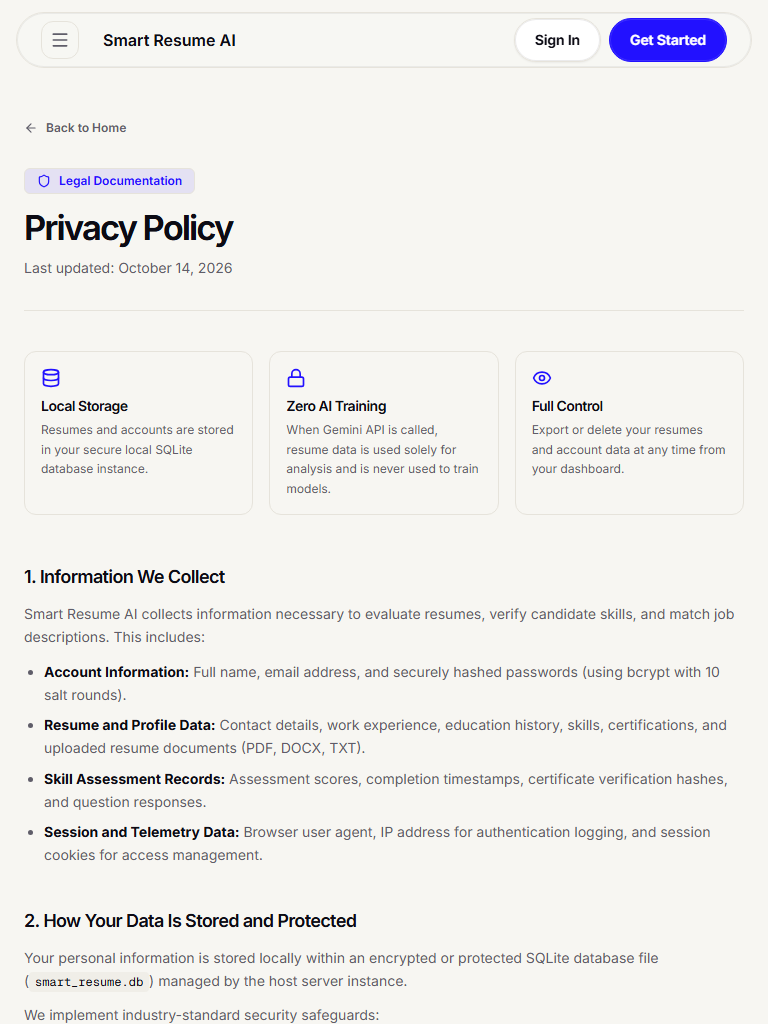 Smart Resume AI
Sign In
Get Started
Back to Home
Legal Documentation
Privacy Policy
Last updated: October 14, 2026
Local Storage
Resumes and accounts are stored
in your secure local SQLite
database instance.
Zero AI Training
When Gemini API is called,
resume data is used solely for
analysis and is never used to train
models.
Full Control
Export or delete your resumes
and account data at any time from
your dashboard.
1. Information We Collect
Smart Resume AI collects information necessary to evaluate resumes, verify candidate skills, and match job
descriptions. This includes:
• Account Information: Full name, email address, and securely hashed passwords (using bcrypt with 10
salt rounds).
• Resume and Profile Data: Contact details, work experience, education history, skills, certifications, and
uploaded resume documents (PDF, DOCX, TXT).
• Skill Assessment Records: Assessment scores, completion timestamps, certificate verification hashes,
and question responses.
• Session and Telemetry Data: Browser user agent, IP address for authentication logging, and session
cookies for access management.
2. How Your Data Is Stored and Protected
Your personal information is stored locally within an encrypted or protected SQLite database file
( smart_resume.db ) managed by the host server instance.
We implement industry-standard security safeguards: